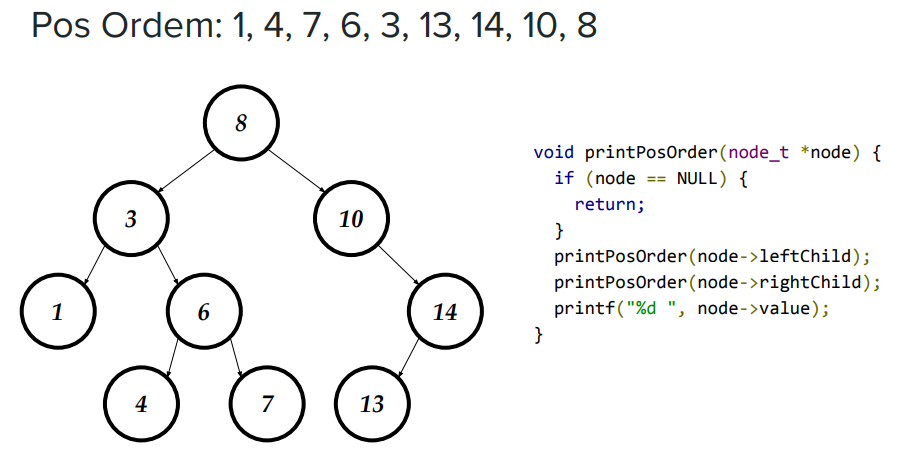 Pos Ordem: 1, 4, 7, 6, 3, 13, 14, 10, 8
8
3
10
1
6
14
4
7
13
void printPosOrder(node_t *node) {
  if (node == NULL) {
    return;
  }
  printPosOrder(node->leftChild);
  printPosOrder(node->rightChild);
  printf("%d ", node->value);
}